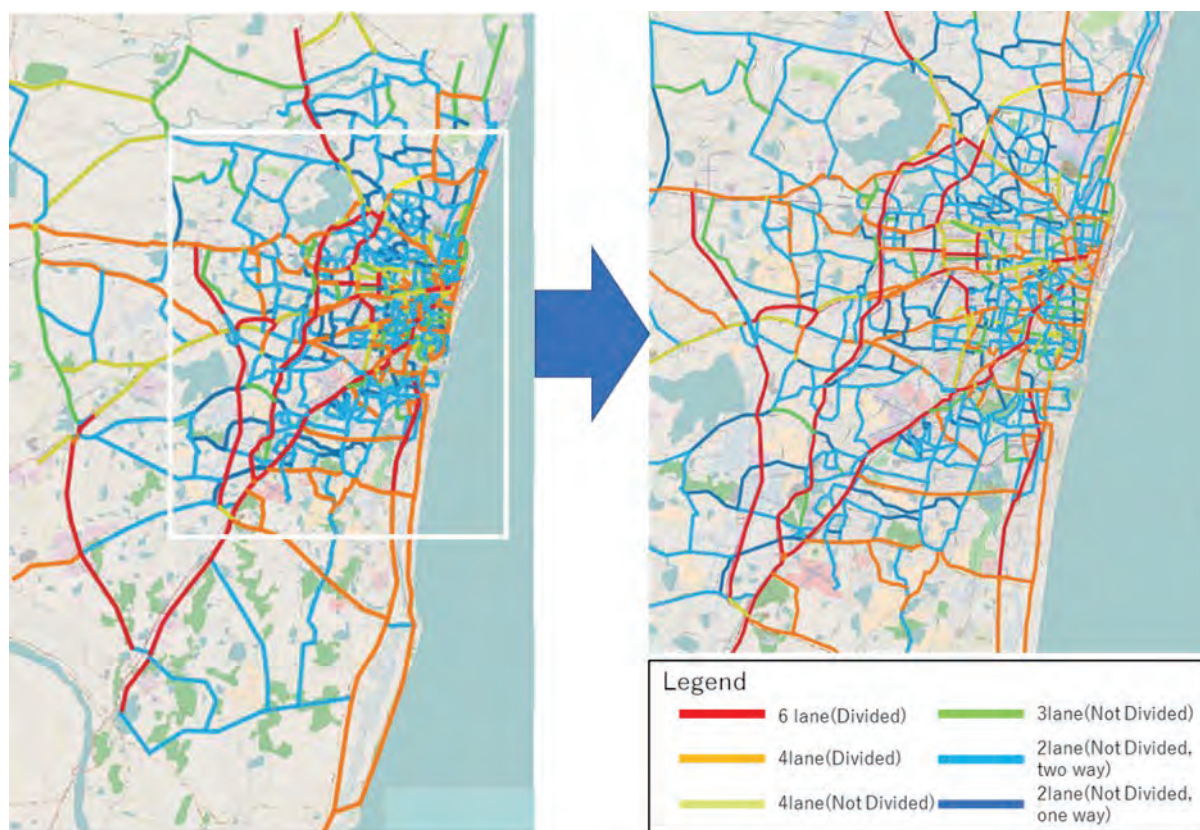 Legend
6 lane(Divided)
4lane(Divided)
4lane(Not Divided)
3lane(Not Divided)
2lane(Not Divided,
two way)
2lane(Not Divided,
one way)